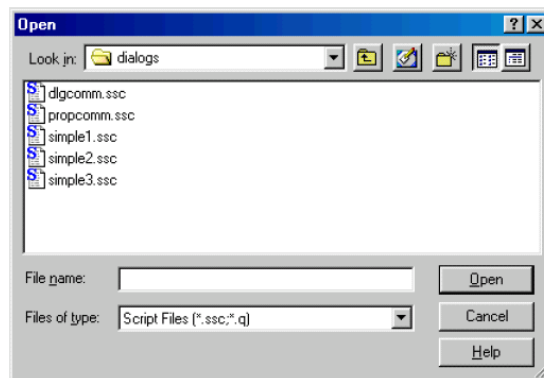 Open
Look in: dialogs
dlgcomm.ssc
propcomm.ssc
simple1.ssc
simple2.ssc
simple3.ssc
File name: Open
Files of type: Script Files (*.ssc;*.q) Cancel
Help